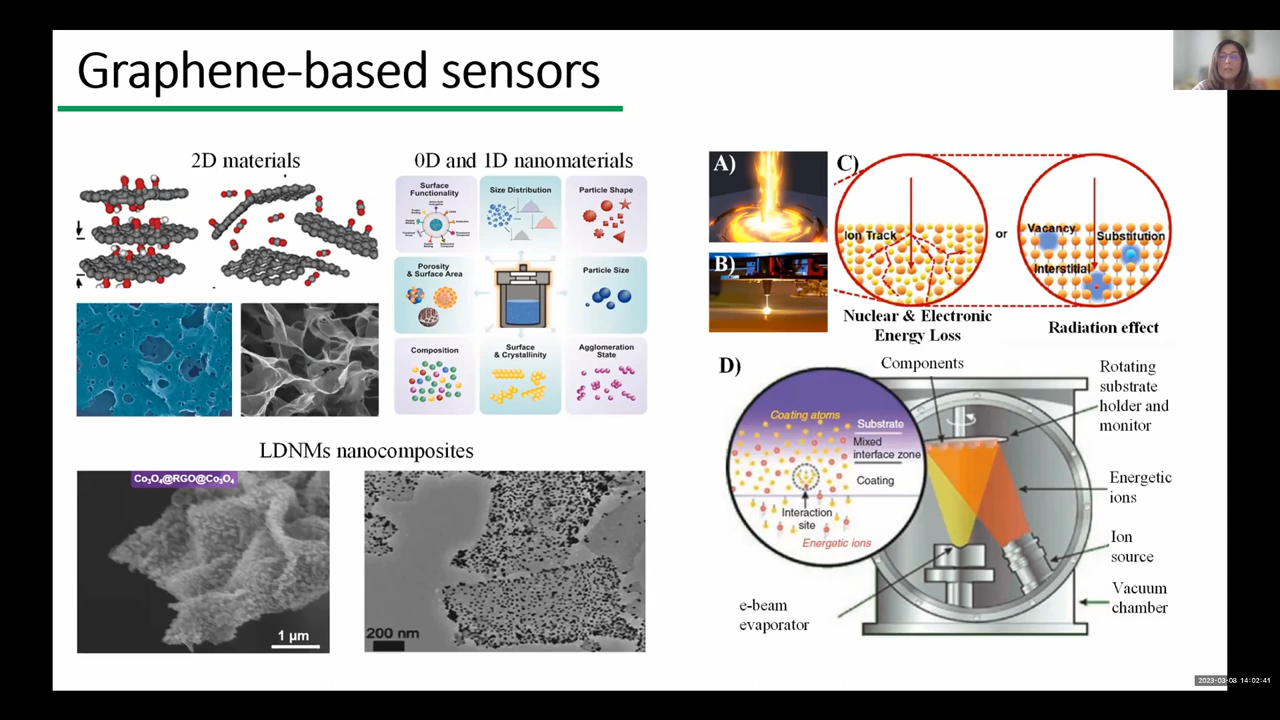 Graphene-based sensors
2D materials
0D and 1D nanomaterials
Surface
Functionality
Size Distribution
Particle Shape
Porosity
& Surface Area
Particle Size
Composition
Surface
& Crystallinity
Agglomeration
State
LDNMs nanocomposites
Co₃O₄@RGO@Co₃O₄
1 µm
200 nm
A)
B)
C)
Ion Track
or
Vacancy
Substitution
Interstitial
Nuclear & Electronic
Energy Loss
Radiation effect
D)
Components
Rotating
substrate
holder and
monitor
Coating atoms
Substrate
Mixed
interface zone
Coating
Interaction
site
Energetic ions
Energetic
ions
Ion
source
Vacuum
chamber
e-beam
evaporator
2023-03-08 14:02:41